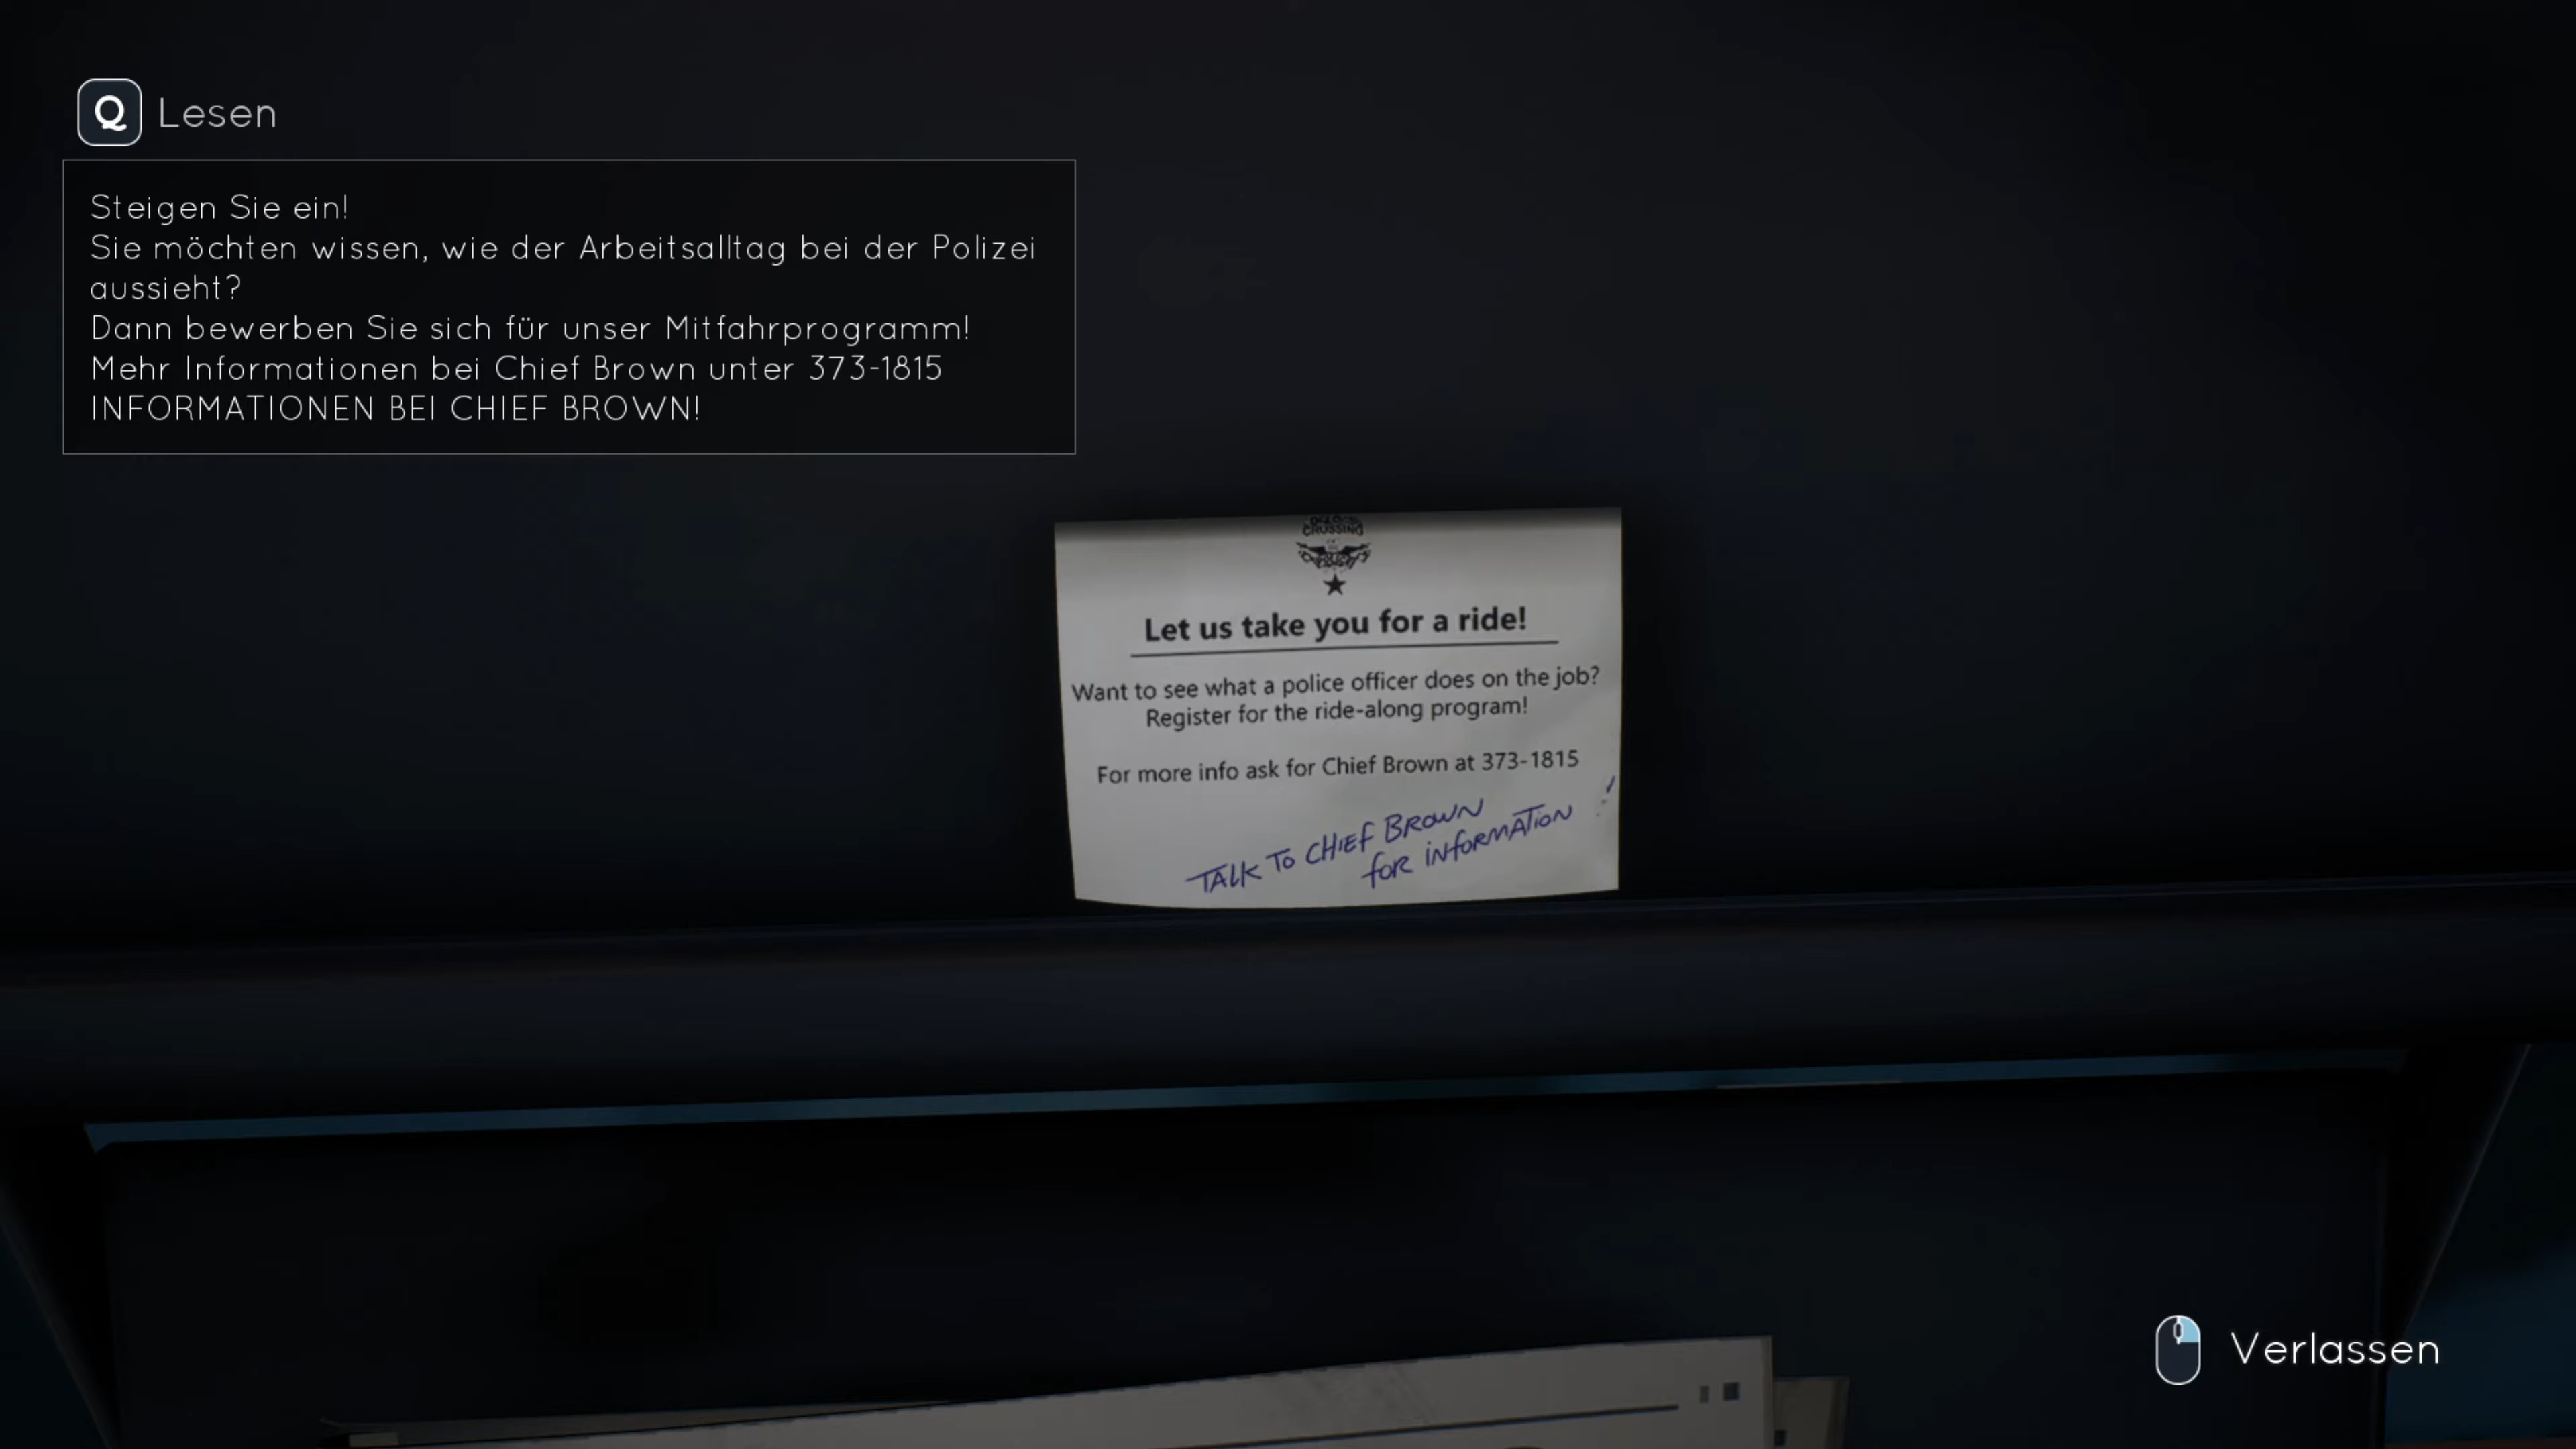 Q Lesen
Steigen Sie ein!
Sie möchten wissen, wie der Arbeitsalltag bei der Polizei
aussieht?
Dann bewerben Sie sich für unser Mitfahrprogramm!
Mehr Informationen bei Chief Brown unter 373-1815
INFORMATIONEN BEI CHIEF BROWN!
CROSSING
Let us take you for a ride!
Want to see what a police officer does on the job?
Register for the ride-along program!
For more info ask for Chief Brown at 373-1815
TALK TO CHIEF BROWN
FOR INFORMATION !
Verlassen